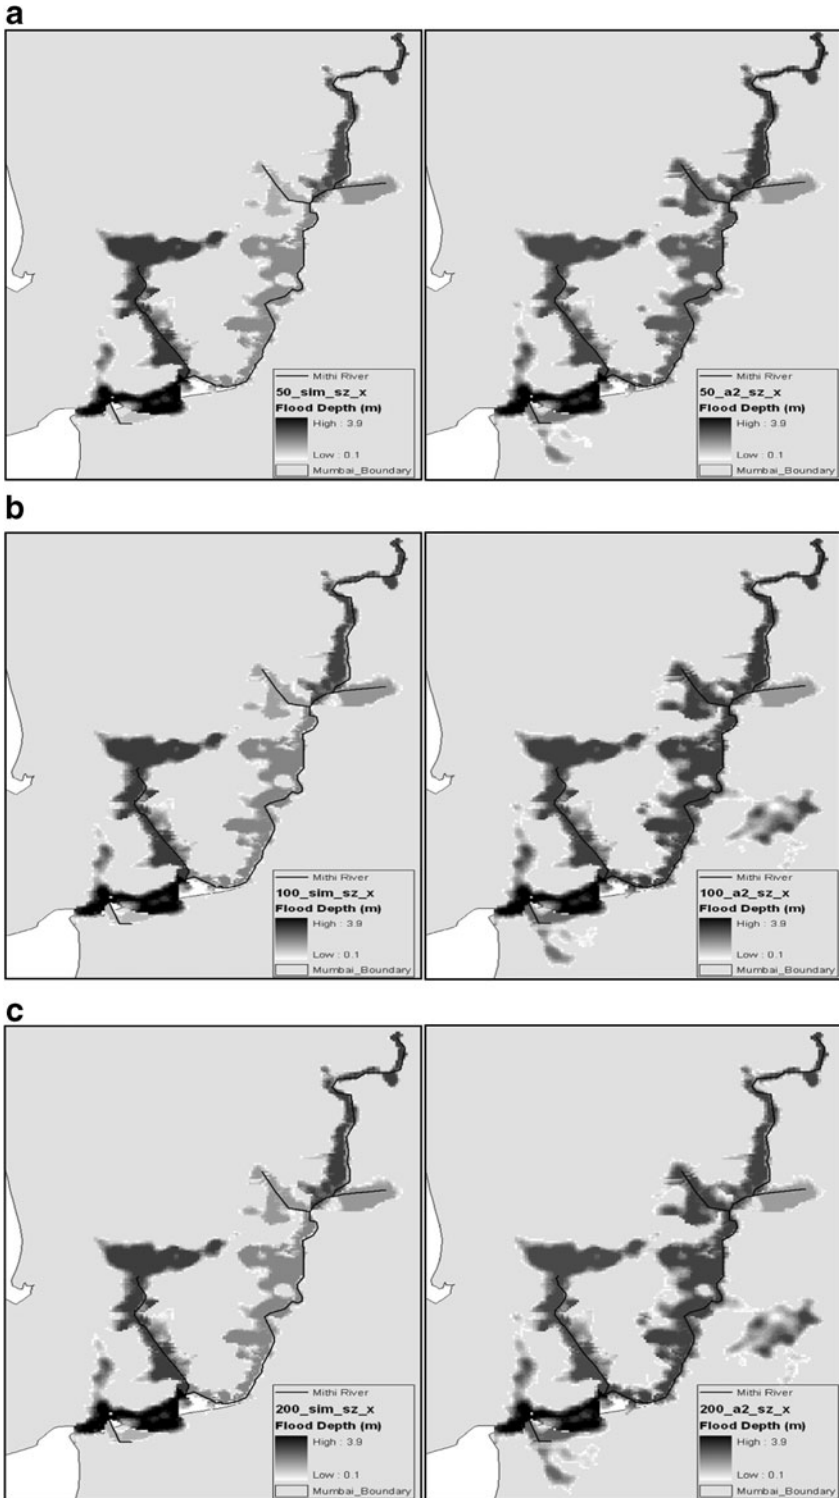 a
Mithi River
50_sim_sz_x
Flood Depth (m)
High : 3.9
Low : 0.1
Mumbai_Boundary
Mithi River
50_a2_sz_x
Flood Depth (m)
High : 3.9
Low : 0.1
Mumbai_Boundary
b
Mithi River
100_sim_sz_x
Flood Depth (m)
High : 3.9
Low : 0.1
Mumbai_Boundary
Mithi River
100_a2_sz_x
Flood Depth (m)
High : 3.9
Low : 0.1
Mumbai_Boundary
c
Mithi River
200_sim_sz_x
Flood Depth (m)
High : 3.9
Low : 0.1
Mumbai_Boundary
Mithi River
200_a2_sz_x
Flood Depth (m)
High : 3.9
Low : 0.1
Mumbai_Boundary